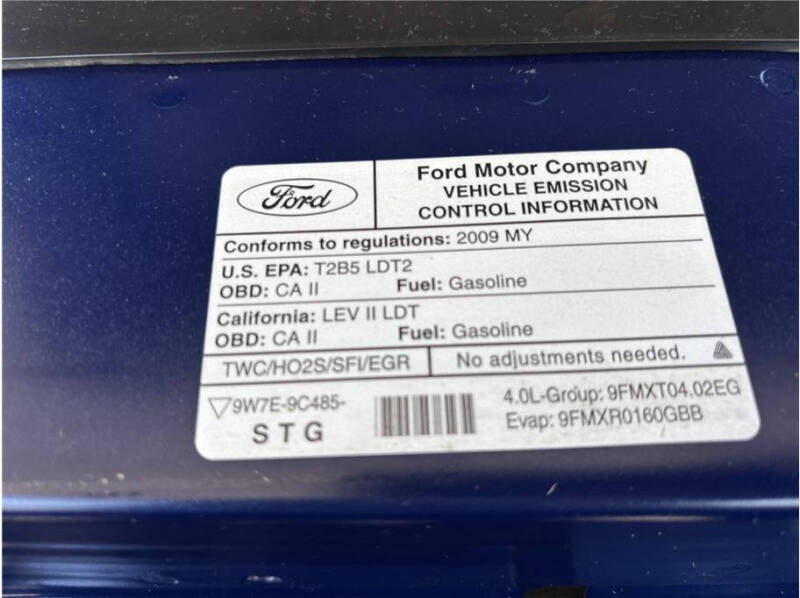 Ford
Ford Motor Company
VEHICLE EMISSION
CONTROL INFORMATION
Conforms to regulations: 2009 MY
U.S. EPA: T2B5 LDT2
OBD: CA II Fuel: Gasoline
California: LEV II LDT
OBD: CA II Fuel: Gasoline
TWC/HO2S/SFI/EGR No adjustments needed.
9W7E-9C485- 4.0L-Group: 9FMXT04.02EG
STG Evap: 9FMXR0160GBB